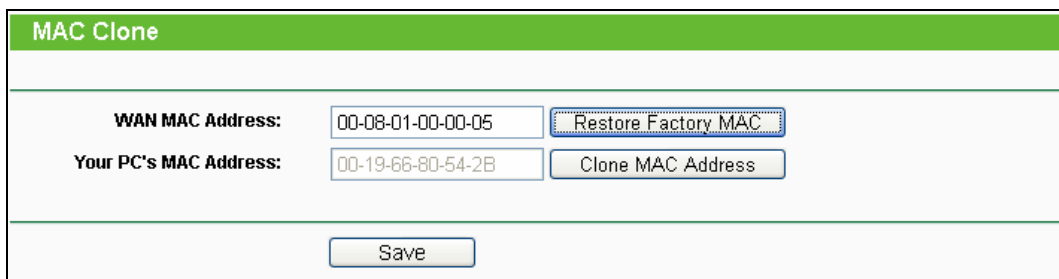 MAC Clone
WAN MAC Address: 00-08-01-00-00-05 Restore Factory MAC
Your PC's MAC Address: 00-19-66-80-54-2B Clone MAC Address
Save